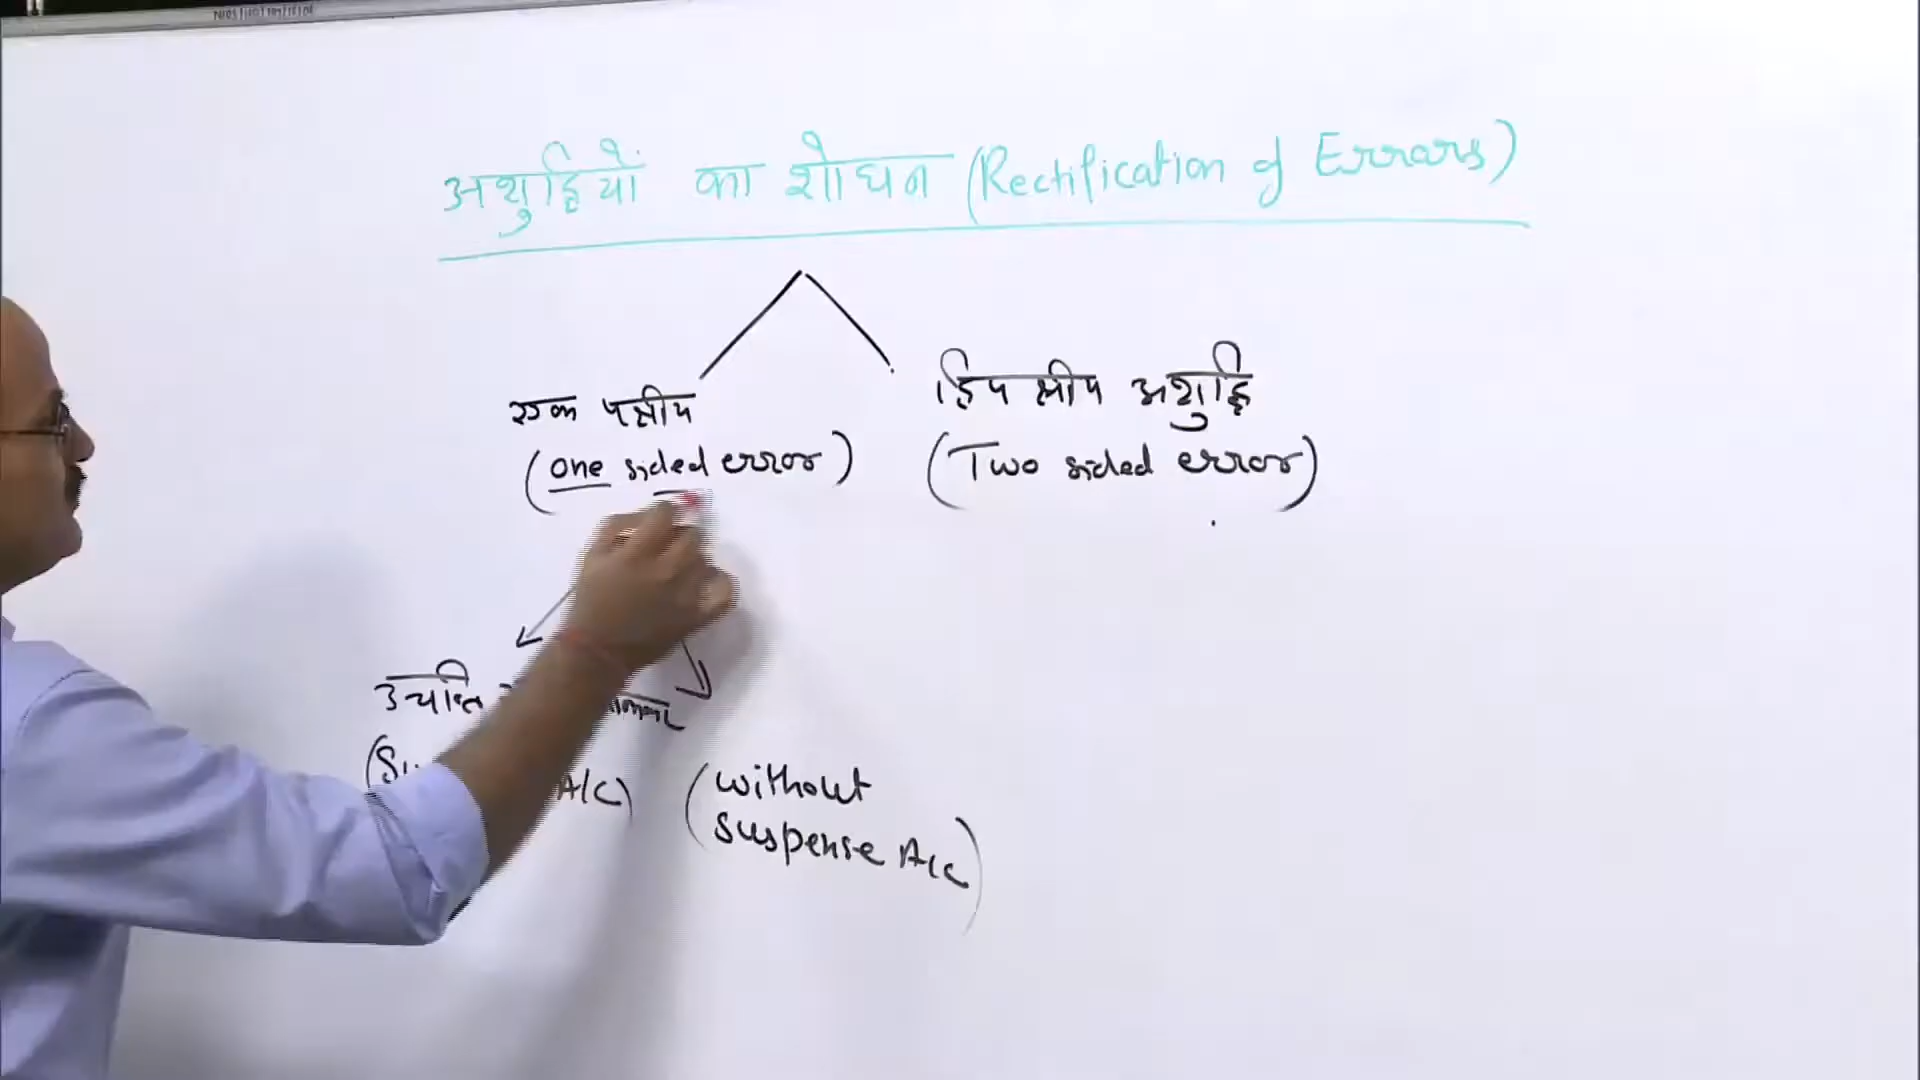 अशुद्धियों का शोधन (Rectification of Errors)
एक पक्षीय
(one sided error)
द्विपक्षीय अशुद्धि
(Two sided error)
उचन्ति
A/C)
(without
suspense A/c)